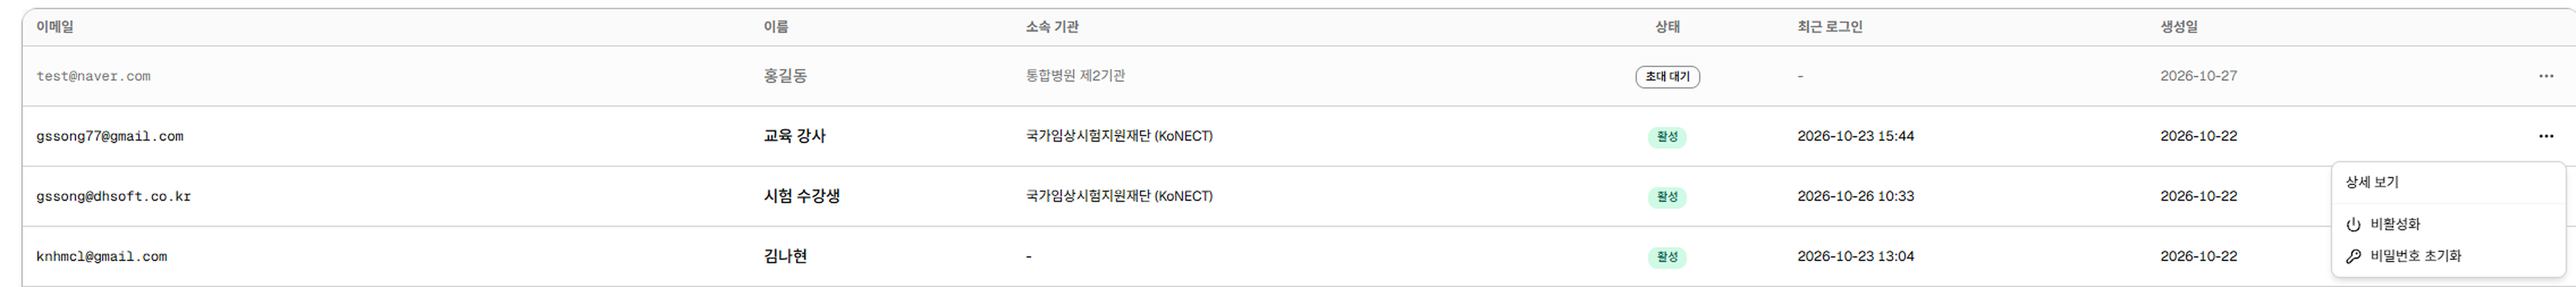 이메일 이름 소속 기관 상태 최근 로그인 생성일
test@naver.com 홍길동 통합병원 제2기관 초대 대기 - 2026-10-27 ···
gssong77@gmail.com 교육 강사 국가임상시험지원재단 (KoNECT) 활성 2026-10-23 15:44 2026-10-22 ···
상세 보기
gssong@dhsoft.co.kr 시험 수강생 국가임상시험지원재단 (KoNECT) 활성 2026-10-26 10:33 2026-10-22
비활성화
knhmcl@gmail.com 김나현 - 활성 2026-10-23 13:04 2026-10-22
비밀번호 초기화